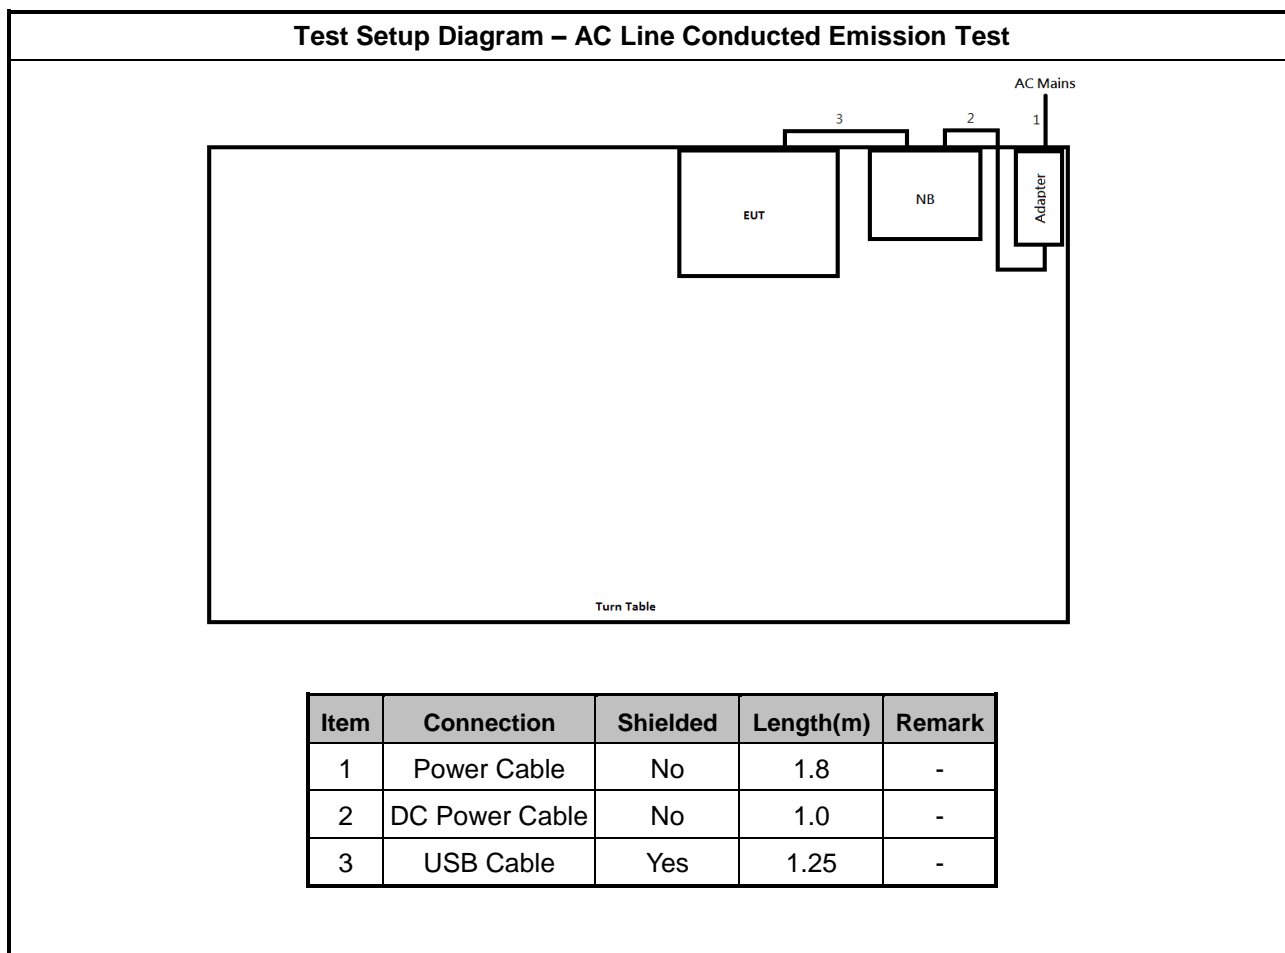 Test Setup Diagram – AC Line Conducted Emission Test
AC Mains
3
2
1
EUT
NB
Adapter
Turn Table
Item Connection Shielded Length(m) Remark
1 Power Cable No 1.8 -
2 DC Power Cable No 1.0 -
3 USB Cable Yes 1.25 -